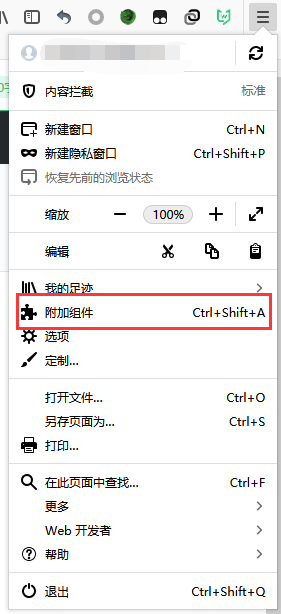 内容拦截 标准
新建窗口 Ctrl+N
新建隐私窗口 Ctrl+Shift+P
恢复先前的浏览状态
缩放 100%
编辑
我的足迹
附加组件 Ctrl+Shift+A
选项
定制...
打开文件... Ctrl+O
另存页面为... Ctrl+S
打印...
在此页面中查找... Ctrl+F
更多
Web 开发者
帮助
退出 Ctrl+Shift+Q